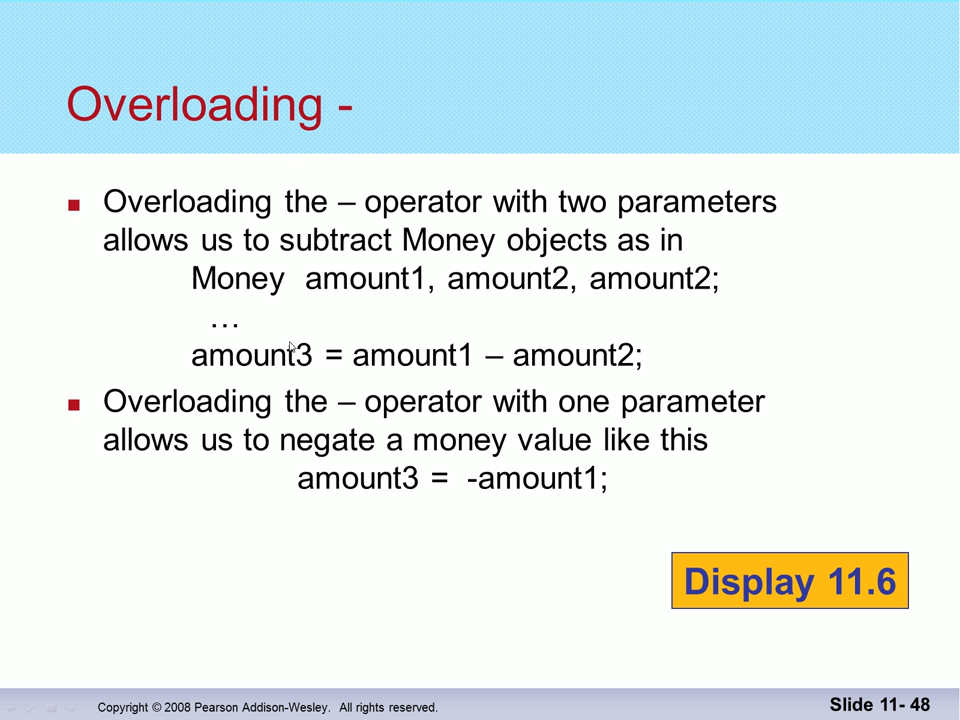 Overloading -
Overloading the – operator with two parameters
allows us to subtract Money objects as in
Money amount1, amount2, amount2;
…
amount3 = amount1 – amount2;
Overloading the – operator with one parameter
allows us to negate a money value like this
amount3 = -amount1;
Display 11.6
Copyright © 2008 Pearson Addison-Wesley. All rights reserved.
Slide 11- 48